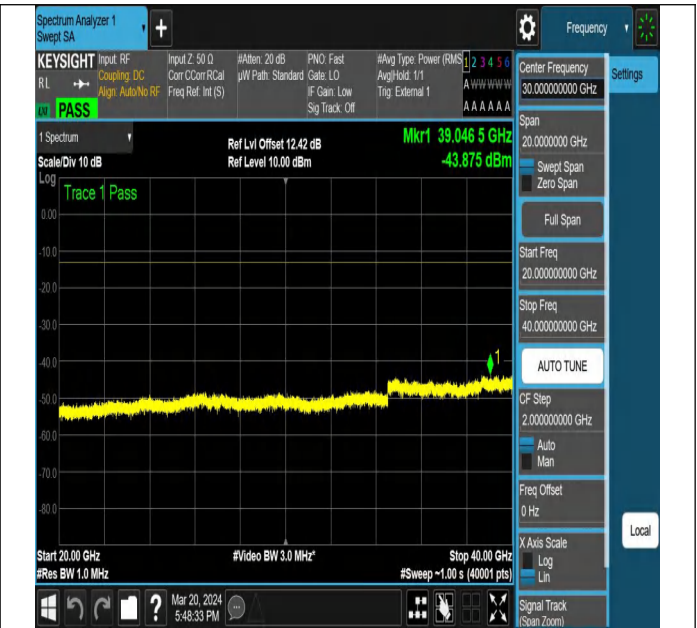 Spectrum Analyzer 1
Swept SA
Frequency
KEYSIGHT
RL
PASS
Input: RF
Coupling: DC
Align: Auto/No RF
Input Z: 50 Ω
Corr CCorr RCal
Freq Ref: Int (S)
#Atten: 20 dB
µW Path: Standard
PNO: Fast
Gate: LO
IF Gain: Low
Sig Track: Off
#Avg Type: Power (RMS
Avg|Hold: 1/1
Trig: External 1
1 2 3 4 5 6
A W W W W W
A A A A A A
Center Frequency
30.000000000 GHz
Settings
Span
20.0000000 GHz
Swept Span
Zero Span
Full Span
Start Freq
20.000000000 GHz
Stop Freq
40.000000000 GHz
AUTO TUNE
CF Step
2.000000000 GHz
Auto
Man
Freq Offset
0 Hz
X Axis Scale
Log
Lin
Signal Track
(Span Zoom)
Local
1 Spectrum
Scale/Div 10 dB
Ref Lvl Offset 12.42 dB
Ref Level 10.00 dBm
Mkr1 39.046 5 GHz
-43.875 dBm
Log
Trace 1 Pass
0.00
-10.0
-20.0
-30.0
-40.0
-50.0
-60.0
-70.0
-80.0
1
Start 20.00 GHz
#Res BW 1.0 MHz
#Video BW 3.0 MHz*
Stop 40.00 GHz
#Sweep ~1.00 s (40001 pts)
?
Mar 20, 2024
5:48:33 PM